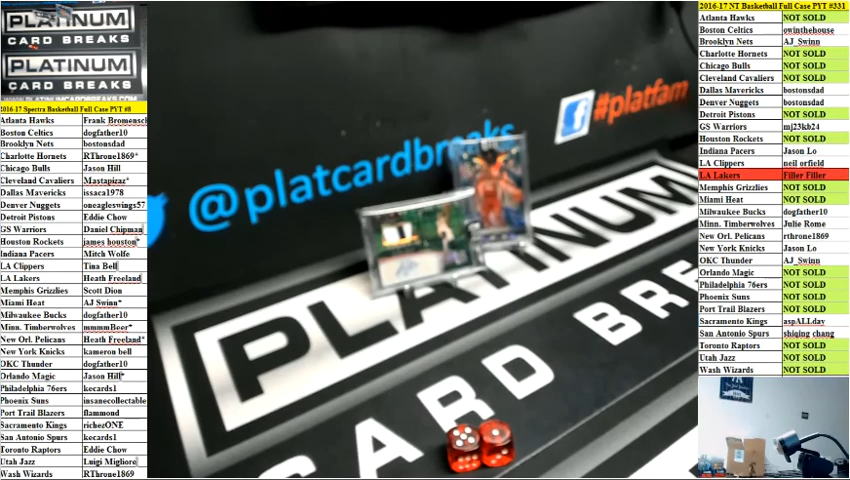 PLATINUM
CARD BREAKS
PLATINUM
CARD BREAKS
WWW.PLATINUMCARDBREAKS.COM
2016-17 Spectra Basketball Full Case PYT #8
Atlanta Hawks Frank Bromensch
Boston Celtics dogfather10
Brooklyn Nets bostonsdad
Charlotte Hornets RThrone1869*
Chicago Bulls Jason Hill
Cleveland Cavaliers Mastapizaz*
Dallas Mavericks issaca1978
Denver Nuggets oneagleswings57
Detroit Pistons Eddie Chow
GS Warriors Daniel Chipman
Houston Rockets james houston*
Indiana Pacers Mitch Wolfe
LA Clippers Tina Bell
LA Lakers Heath Freeland
Memphis Grizzlies Scott Dion
Miami Heat AJ Swinn*
Milwaukee Bucks dogfather10
Minn. Timberwolves mmmmBeer*
New Orl. Pelicans Heath Freeland*
New York Knicks kameron bell
OKC Thunder dogfather10
Orlando Magic Jason Hill*
Philadelphia 76ers kecards1
Phoenix Suns insanecollectable
Port Trail Blazers flammond
Sacramento Kings richezONE
San Antonio Spurs kecards1
Toronto Raptors Eddie Chow
Utah Jazz Luigi Migliore
Wash Wizards RThrone1869
@platcardbreaks
f #platfam
PLATINUM
CARD BRE
2016-17 NT Basketball Full Case PYT #331
Atlanta Hawks NOT SOLD
Boston Celtics owinthehouse
Brooklyn Nets AJ_Swinn
Charlotte Hornets NOT SOLD
Chicago Bulls NOT SOLD
Cleveland Cavaliers NOT SOLD
Dallas Mavericks bostonsdad
Denver Nuggets bostonsdad
Detroit Pistons NOT SOLD
GS Warriors mj23kb24
Houston Rockets NOT SOLD
Indiana Pacers Jason Lo
LA Clippers neil orfield
LA Lakers Filler Filler
Memphis Grizzlies NOT SOLD
Miami Heat NOT SOLD
Milwaukee Bucks dogfather10
Minn. Timberwolves Julie Rome
New Orl. Pelicans rthrone1869
New York Knicks Jason Lo
OKC Thunder AJ_Swinn
Orlando Magic NOT SOLD
Philadelphia 76ers NOT SOLD
Phoenix Suns NOT SOLD
Port Trail Blazers NOT SOLD
Sacramento Kings aspALLday
San Antonio Spurs shiqing chang
Toronto Raptors NOT SOLD
Utah Jazz NOT SOLD
Wash Wizards NOT SOLD